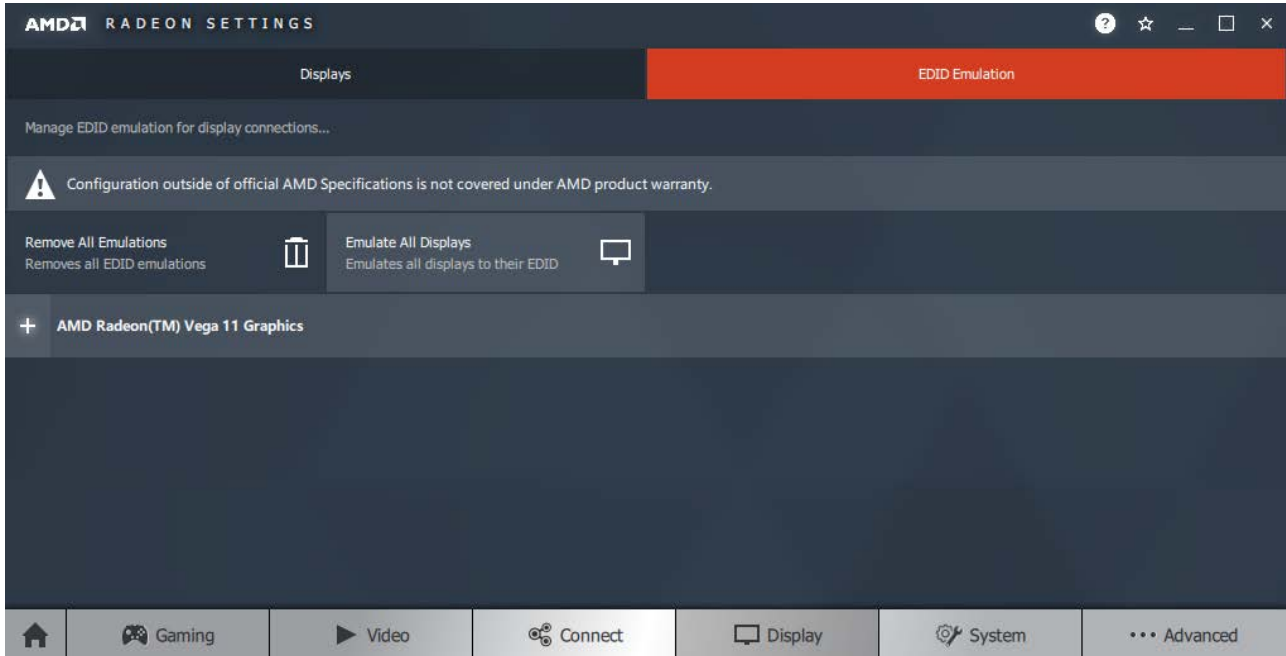 AMD RADEON SETTINGS
Displays
EDID Emulation
Manage EDID emulation for display connections...
Configuration outside of official AMD Specifications is not covered under AMD product warranty.
Remove All Emulations
Removes all EDID emulations
Emulate All Displays
Emulates all displays to their EDID
+ AMD Radeon(TM) Vega 11 Graphics
Gaming
Video
Connect
Display
System
Advanced